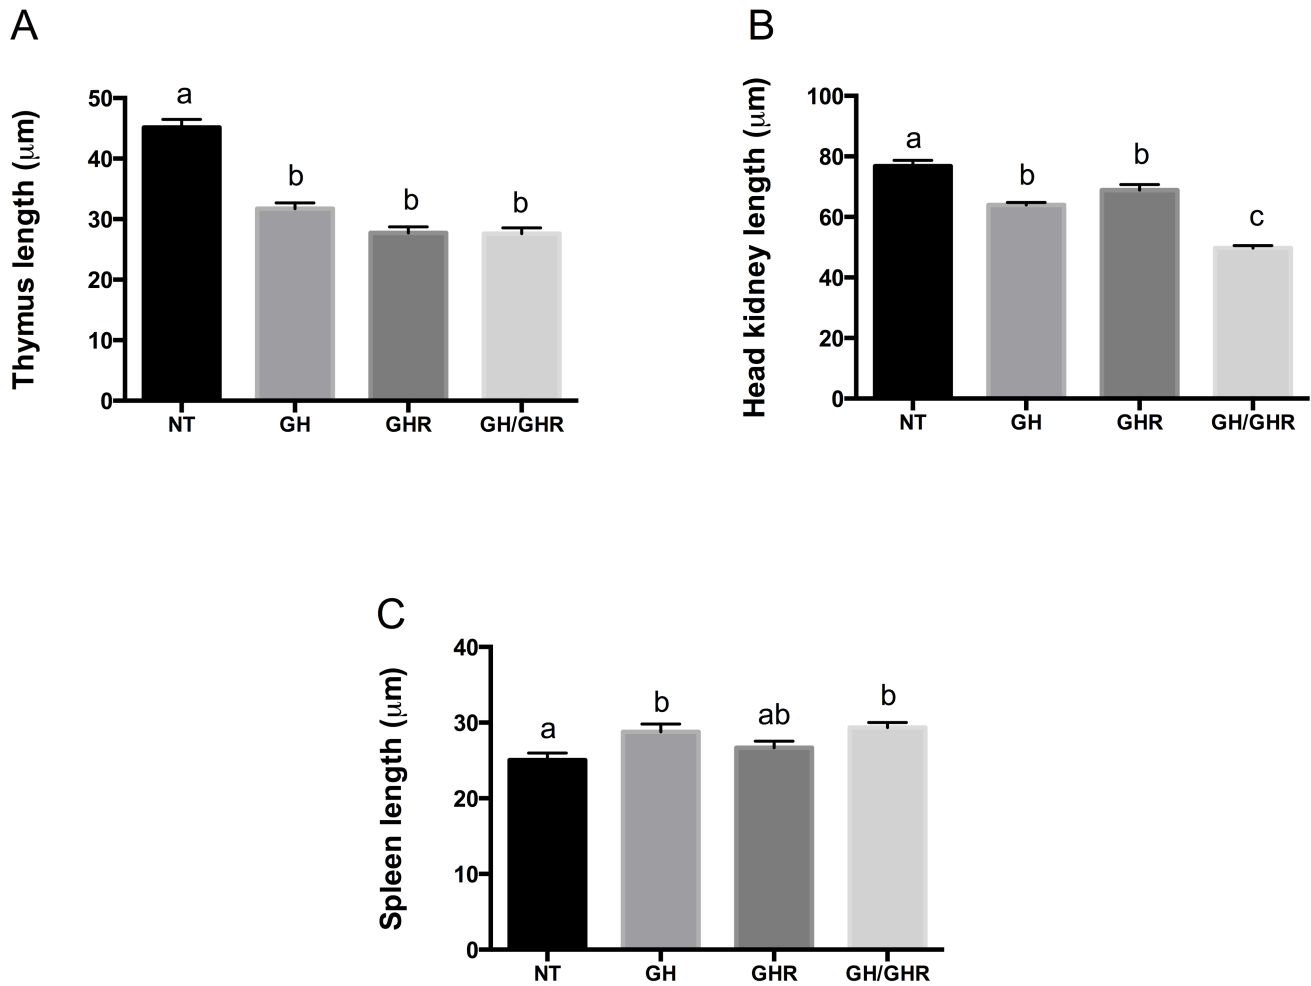 A
Thymus length (μm)
50
40
30
20
10
0
a
b
b
b
NT GH GHR GH/GHR
B
Head kidney length (μm)
100
80
60
40
20
0
a
b
b
c
NT GH GHR GH/GHR
C
Spleen length (μm)
40
30
20
10
0
a
b
ab
b
NT GH GHR GH/GHR